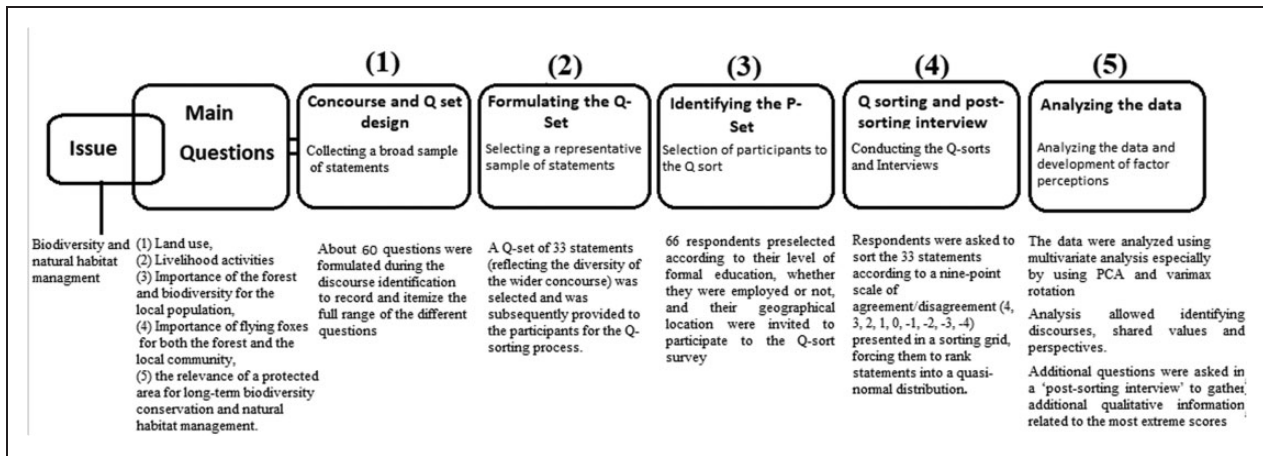 (1)
(2)
(3)
(4)
(5)
Issue
Main
Questions
Concourse and Q set
design
Collecting a broad sample
of statements
Formulating the Q-
Set
Selecting a representative
sample of statements
Identifying the P-
Set
Selection of participants to
the Q sort
Q sorting and post-
sorting interview
Conducting the Q-sorts
and Interviews
Analyzing the data
Analyzing the data and
development of factor
perceptions
Biodiversity and
natural habitat
managment
(1) Land use,
(2) Livelihood activities
(3) Importance of the forest
and biodiversity for the
local population,
(4) Importance of flying foxes
for both the forest and the
local community,
(5) the relevance of a protected
area for long-term biodiversity
conservation and natural
habitat management.
About 60 questions were
formulated during the
discourse identification
to record and itemize the
full range of the different
questions
A Q-set of 33 statements
(reflecting the diversity of
the wider concourse) was
selected and was
subsequently provided to
the participants for the Q-
sorting process.
66 respondents preselected
according to their level of
formal education, whether
they were employed or not,
and their geographical
location were invited to
participate to the Q-sort
survey
Respondents were asked to
sort the 33 statements
according to a nine-point
scale of
agreement/disagreement (4,
3, 2, 1, 0, -1, -2, -3, -4)
presented in a sorting grid,
forcing them to rank
statements into a quasi-
normal distribution.
The data were analyzed using
multivariate analysis especially
by using PCA and varimax
rotation
Analysis allowed identifying
discourses, shared values and
perspectives.
Additional questions were asked in
a ‘post-sorting interview’ to gather
additional qualitative information
related to the most extreme scores